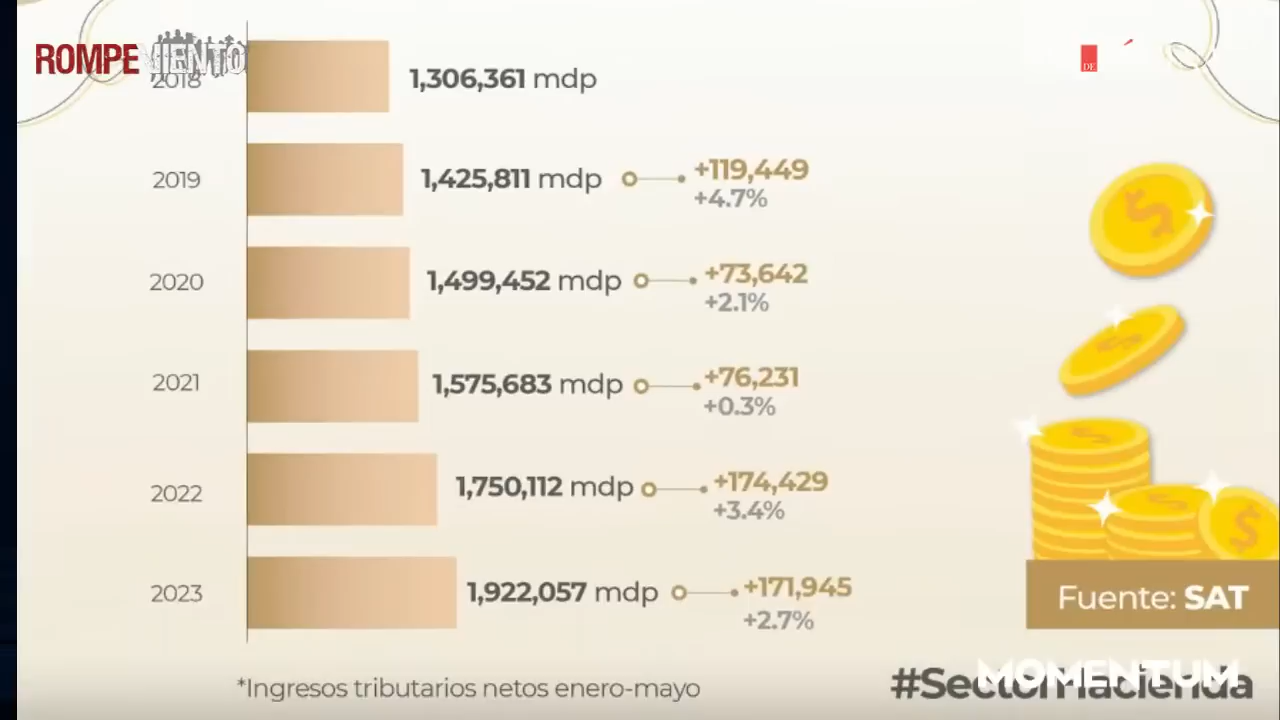 ROMPEVIENTO
2018
1,306,361 mdp
2019
1,425,811 mdp
+119,449
+4.7%
2020
1,499,452 mdp
+73,642
+2.1%
2021
1,575,683 mdp
+76,231
+0.3%
2022
1,750,112 mdp
+174,429
+3.4%
2023
1,922,057 mdp
+171,945
+2.7%
DE
Fuente: SAT
*Ingresos tributarios netos enero-mayo
#SectorHacienda
MOMENTUM